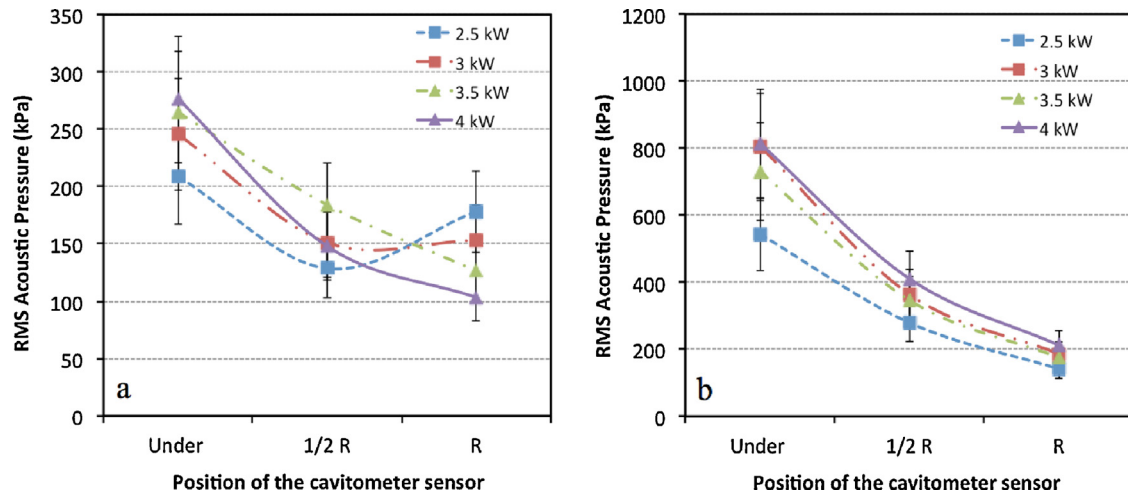 350
300
250
200
150
100
50
0
RMS Acoustic Pressure (kPa)
2.5 kW
3 kW
3.5 kW
4 kW
a
Under 1/2 R R
Position of the cavitometer sensor
1200
1000
800
600
400
200
0
RMS Acoustic Pressure (kPa)
2.5 kW
3 kW
3.5 kW
4 kW
b
Under 1/2 R R
Position of the cavitometer sensor